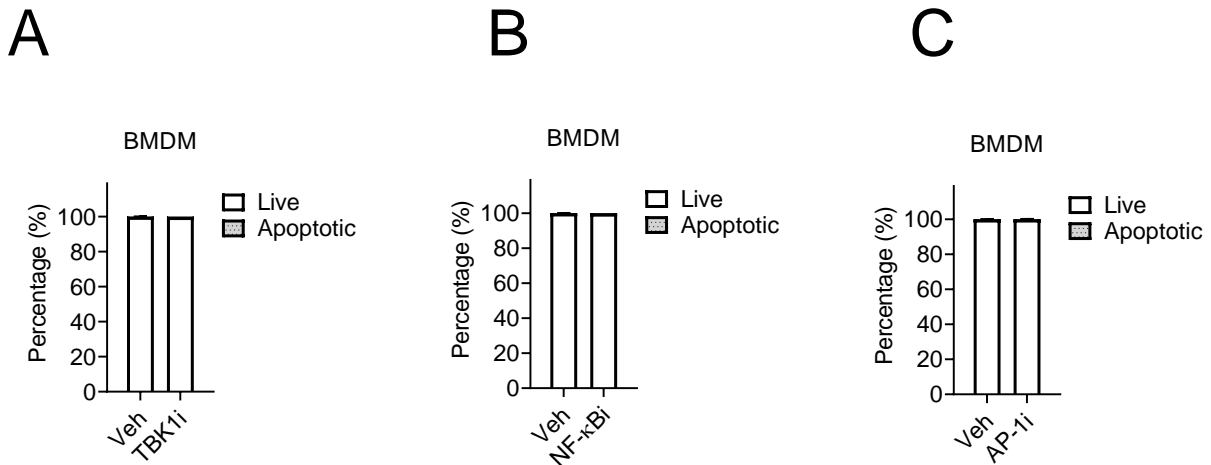 A
BMDM
Percentage (%)
100
80
60
40
20
0
Veh
TBK1i
Live
Apoptotic
B
BMDM
Percentage (%)
100
80
60
40
20
0
Veh
NF-κBi
Live
Apoptotic
C
BMDM
Percentage (%)
100
80
60
40
20
0
Veh
AP-1i
Live
Apoptotic